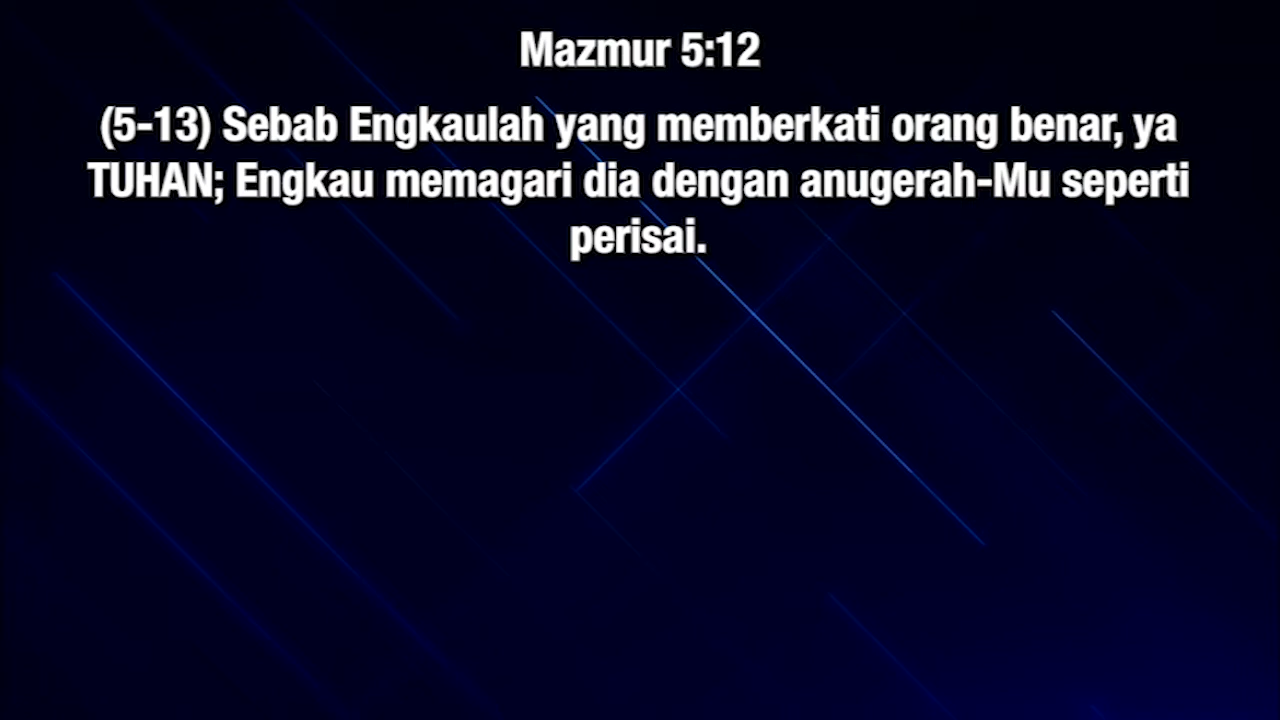 Mazmur 5:12
(5-13) Sebab Engkaulah yang memberkati orang benar, ya
TUHAN; Engkau memagari dia dengan anugerah-Mu seperti
perisai.